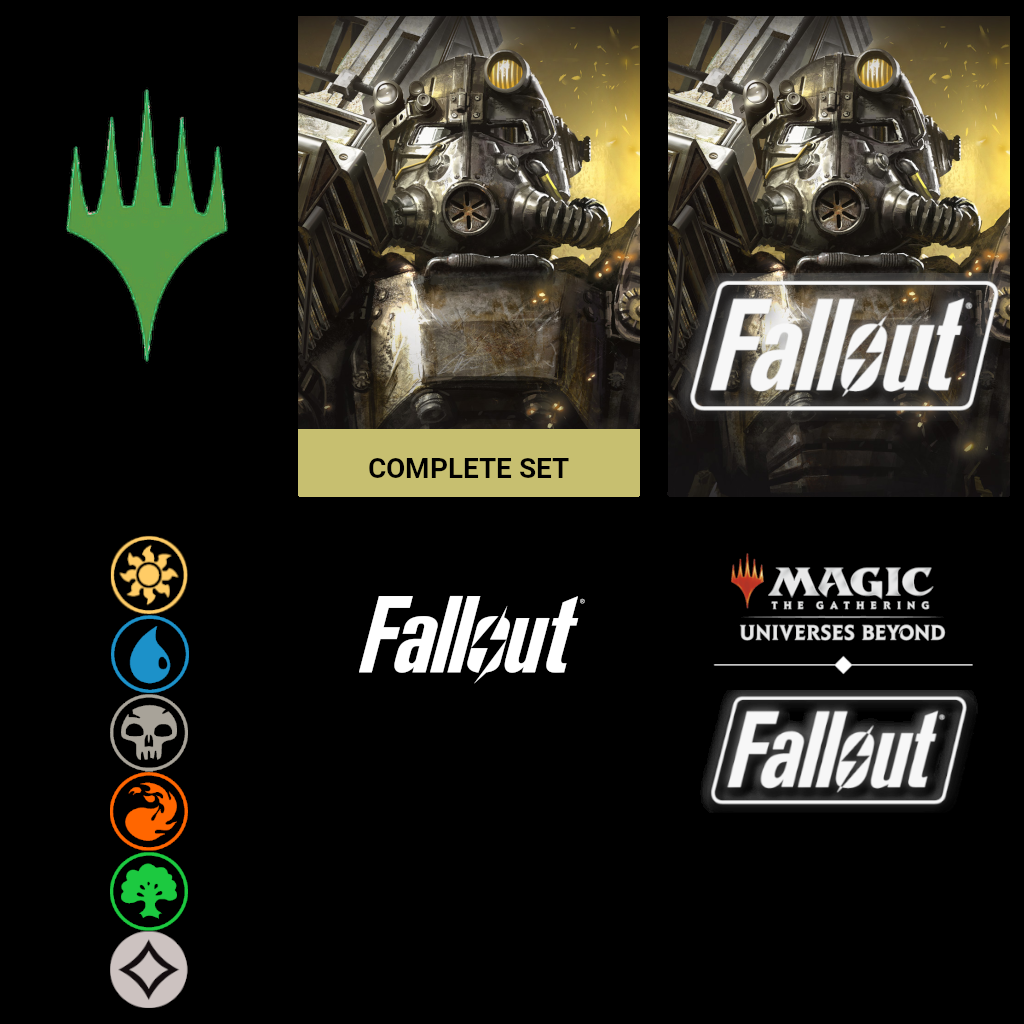 COMPLETE SET
Fallout®
Fallout®
MAGIC
THE GATHERING
UNIVERSES BEYOND
Fallout®